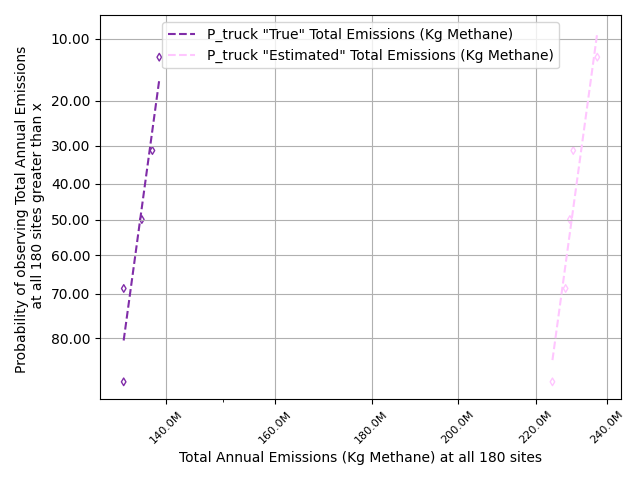 P_truck "True" Total Emissions (Kg Methane)
P_truck "Estimated" Total Emissions (Kg Methane)
Probability of observing Total Annual Emissions
at all 180 sites greater than x
10.00
20.00
30.00
40.00
50.00
60.00
70.00
80.00
140.0M
160.0M
180.0M
200.0M
220.0M
240.0M
Total Annual Emissions (Kg Methane) at all 180 sites